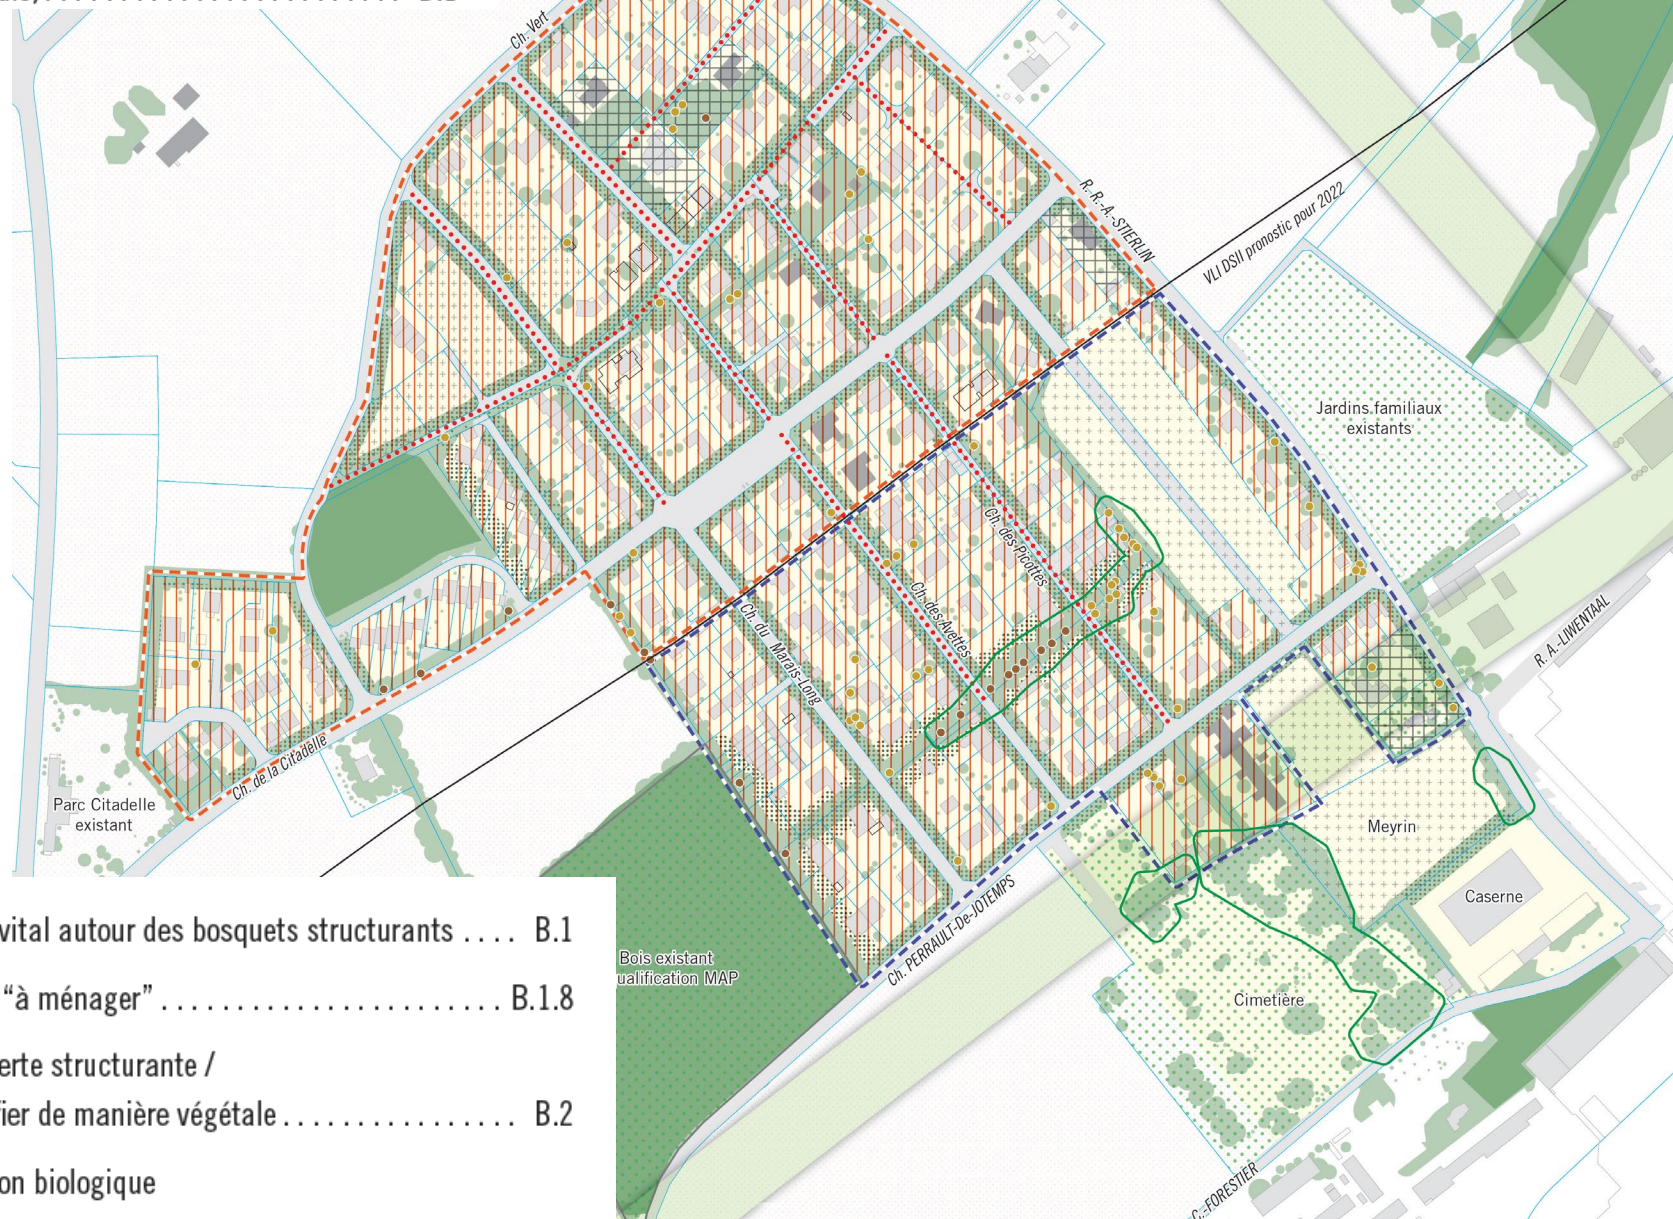 Ch. Vert
R. R.-A.-STIERLIN
VLI DSII pronostic pour 2022
Jardins familiaux
existants
Ch. des Picottes
Ch. des Avettes
Ch. du Marais-Long
R. A.-LIWENTAAL
Ch. de la Citadelle
Parc Citadelle
existant
Meyrin
Caserne
Ch. PERRAULT-De-JOTEMPS
Bois existant
ualification MAP
Cimetière
C.-FORESTIER
vital autour des bosquets structurants .... B.1
“à ménager” ....................... B.1.8
erte structurante /
ier de manière végétale ................ B.2
on biologique